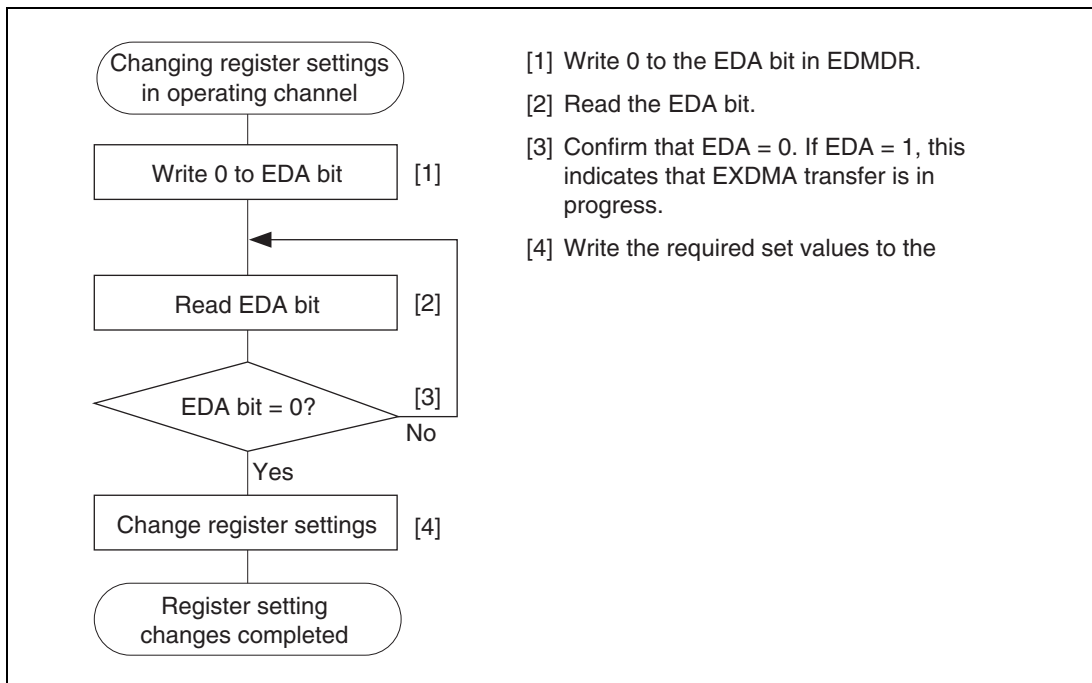 Changing register settings
in operating channel
Write 0 to EDA bit
[1]
Read EDA bit
[2]
EDA bit = 0?
[3]
No
Yes
Change register settings
[4]
Register setting
changes completed
[1] Write 0 to the EDA bit in EDMDR.
[2] Read the EDA bit.
[3] Confirm that EDA = 0. If EDA = 1, this
indicates that EXDMA transfer is in
progress.
[4] Write the required set values to the